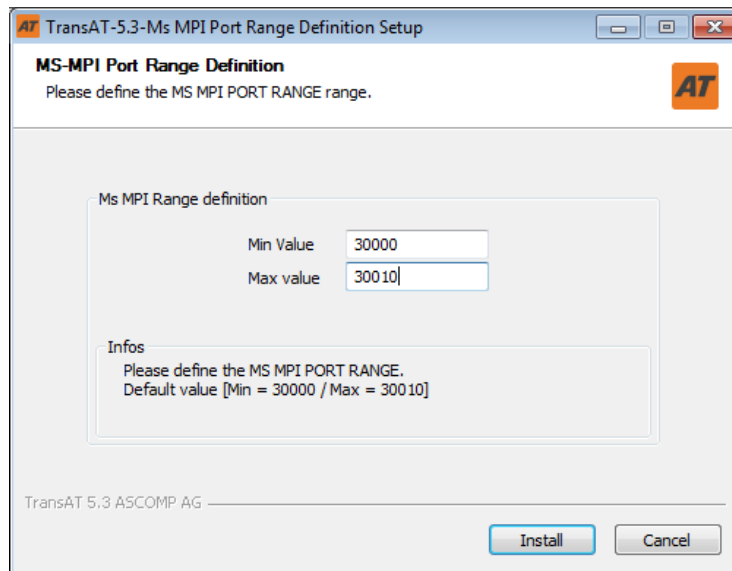 AT TransAT-5.3-Ms MPI Port Range Definition Setup
MS-MPI Port Range Definition
Please define the MS MPI PORT RANGE range.
AT
Ms MPI Range definition
Min Value 30000
Max value 30010
Infos
Please define the MS MPI PORT RANGE.
Default value [Min = 30000 / Max = 30010]
TransAT 5.3 ASCOMP AG
Install Cancel